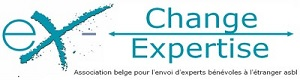 ex-
Change
Expertise
Association belge pour l'envoi d'experts bénévoles à l'étranger asbl